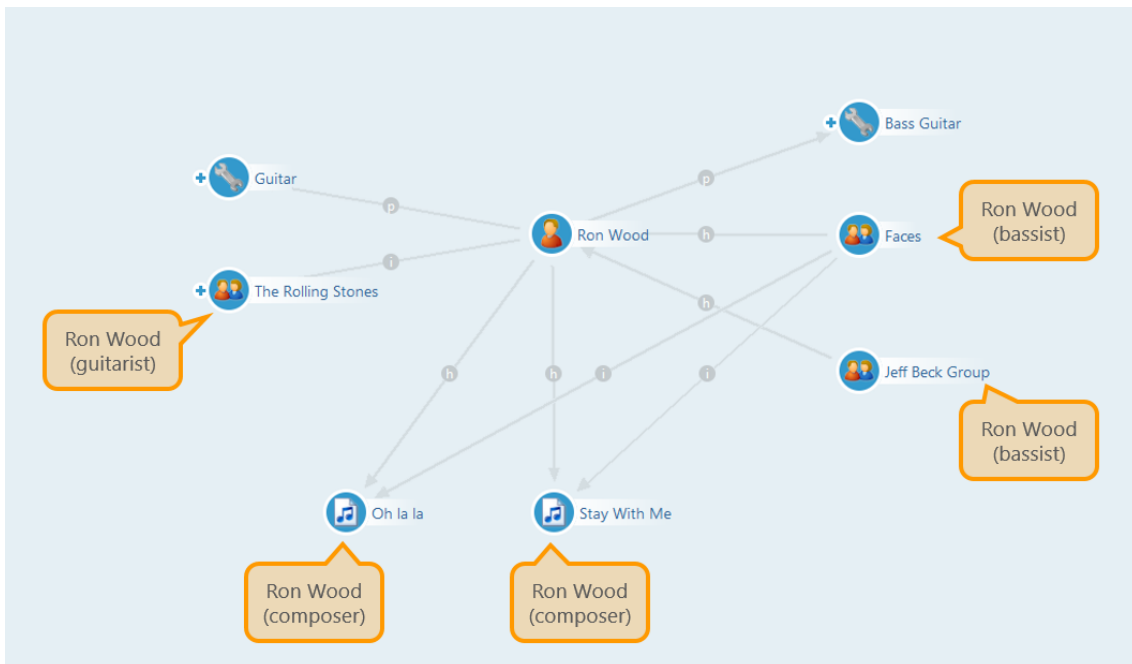 Bass Guitar
Guitar
p
p
Ron Wood
(bassist)
Ron Wood
h
Faces
i
The Rolling Stones
h
Ron Wood
(guitarist)
h
h
i
i
Jeff Beck Group
Ron Wood
(bassist)
Oh la la
Stay With Me
Ron Wood
(composer)
Ron Wood
(composer)